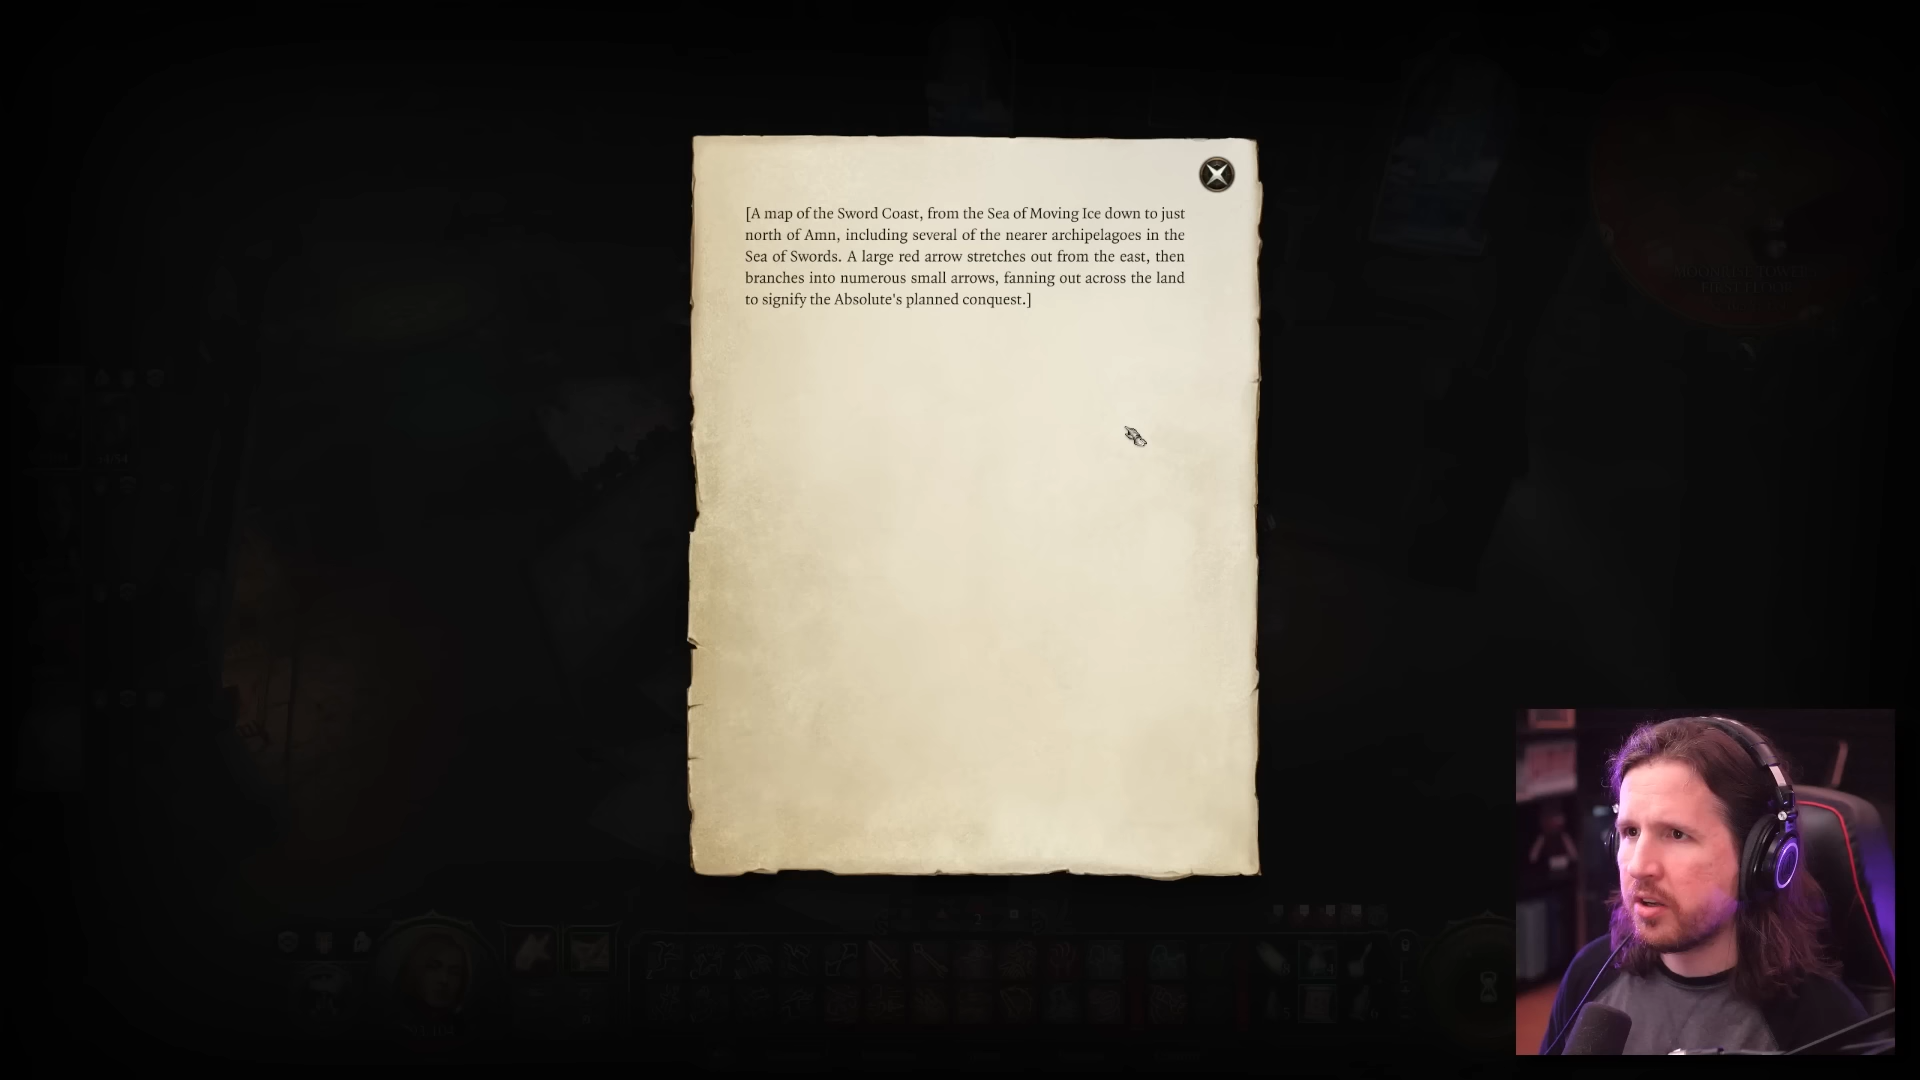 [A map of the Sword Coast, from the Sea of Moving Ice down to just
north of Amn, including several of the nearer archipelagoes in the
Sea of Swords. A large red arrow stretches out from the east, then
branches into numerous small arrows, fanning out across the land
to signify the Absolute's planned conquest.]
FIRST FLOOR